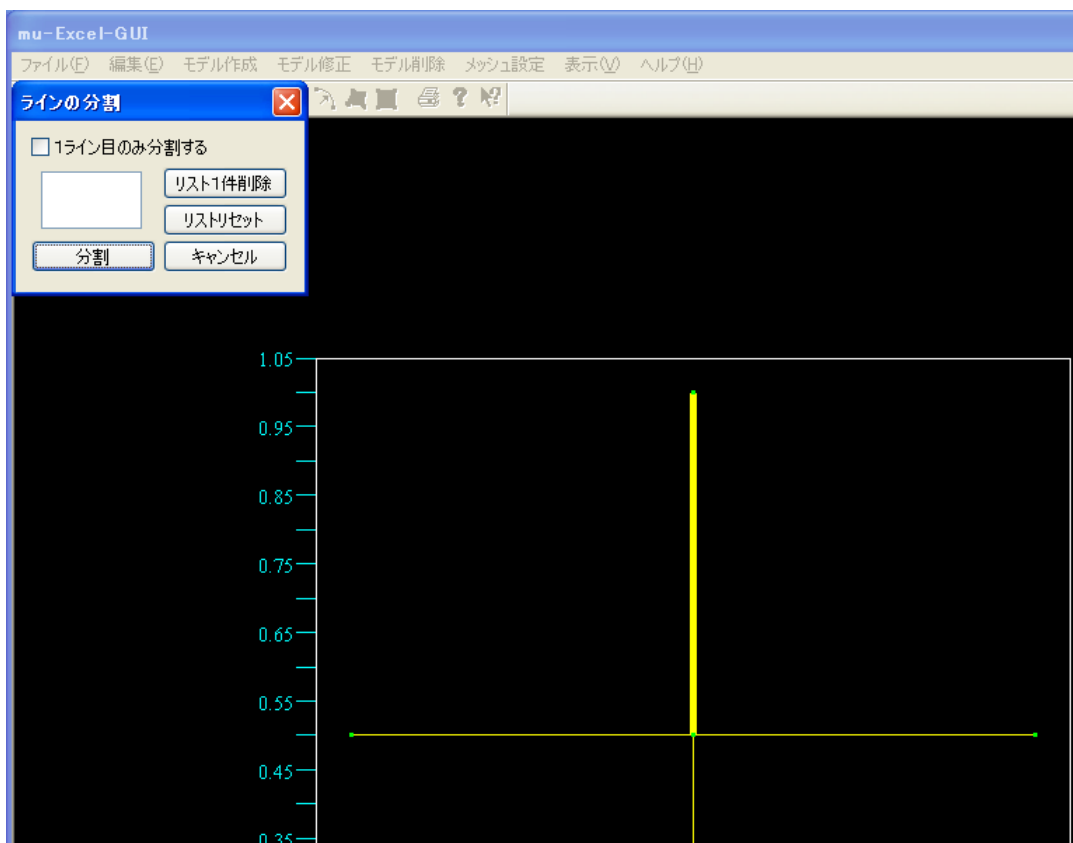 mu-Excel-GUI
ファイル(F) 編集(E) モデル作成 モデル修正 モデル削除 メッシュ設定 表示(V) ヘルプ(H)
ラインの分割
1ライン目のみ分割する
リスト1件削除
リストリセット
分割 キャンセル
1.05
0.95
0.85
0.75
0.65
0.55
0.45
0.35